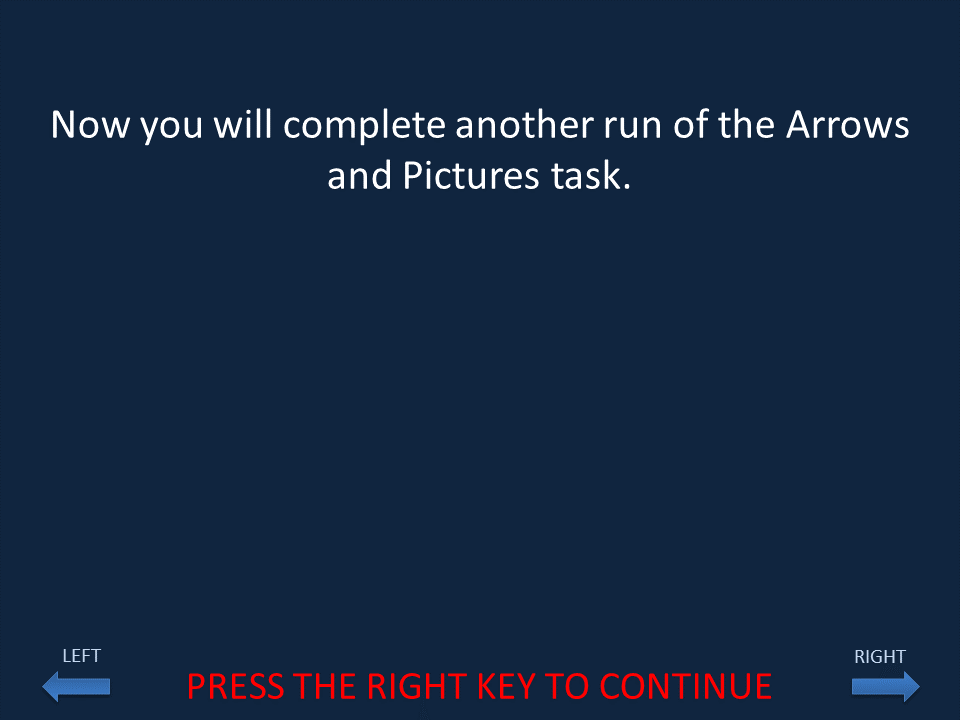 Now you will complete another run of the Arrows
and Pictures task.
LEFT
RIGHT
PRESS THE RIGHT KEY TO CONTINUE